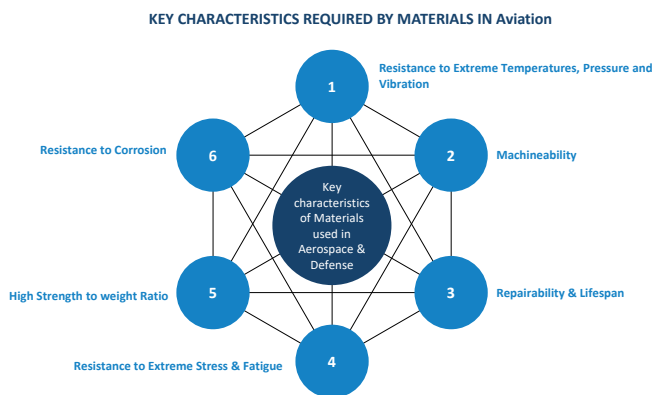 KEY CHARACTERISTICS REQUIRED BY MATERIALS IN Aviation
1
Resistance to Extreme Temperatures, Pressure and
Vibration
Resistance to Corrosion
6
2
Machineability
Key
characteristics
of Materials
used in
Aerospace &
Defense
High Strength to weight Ratio
5
3
Repairability & Lifespan
Resistance to Extreme Stress & Fatigue
4